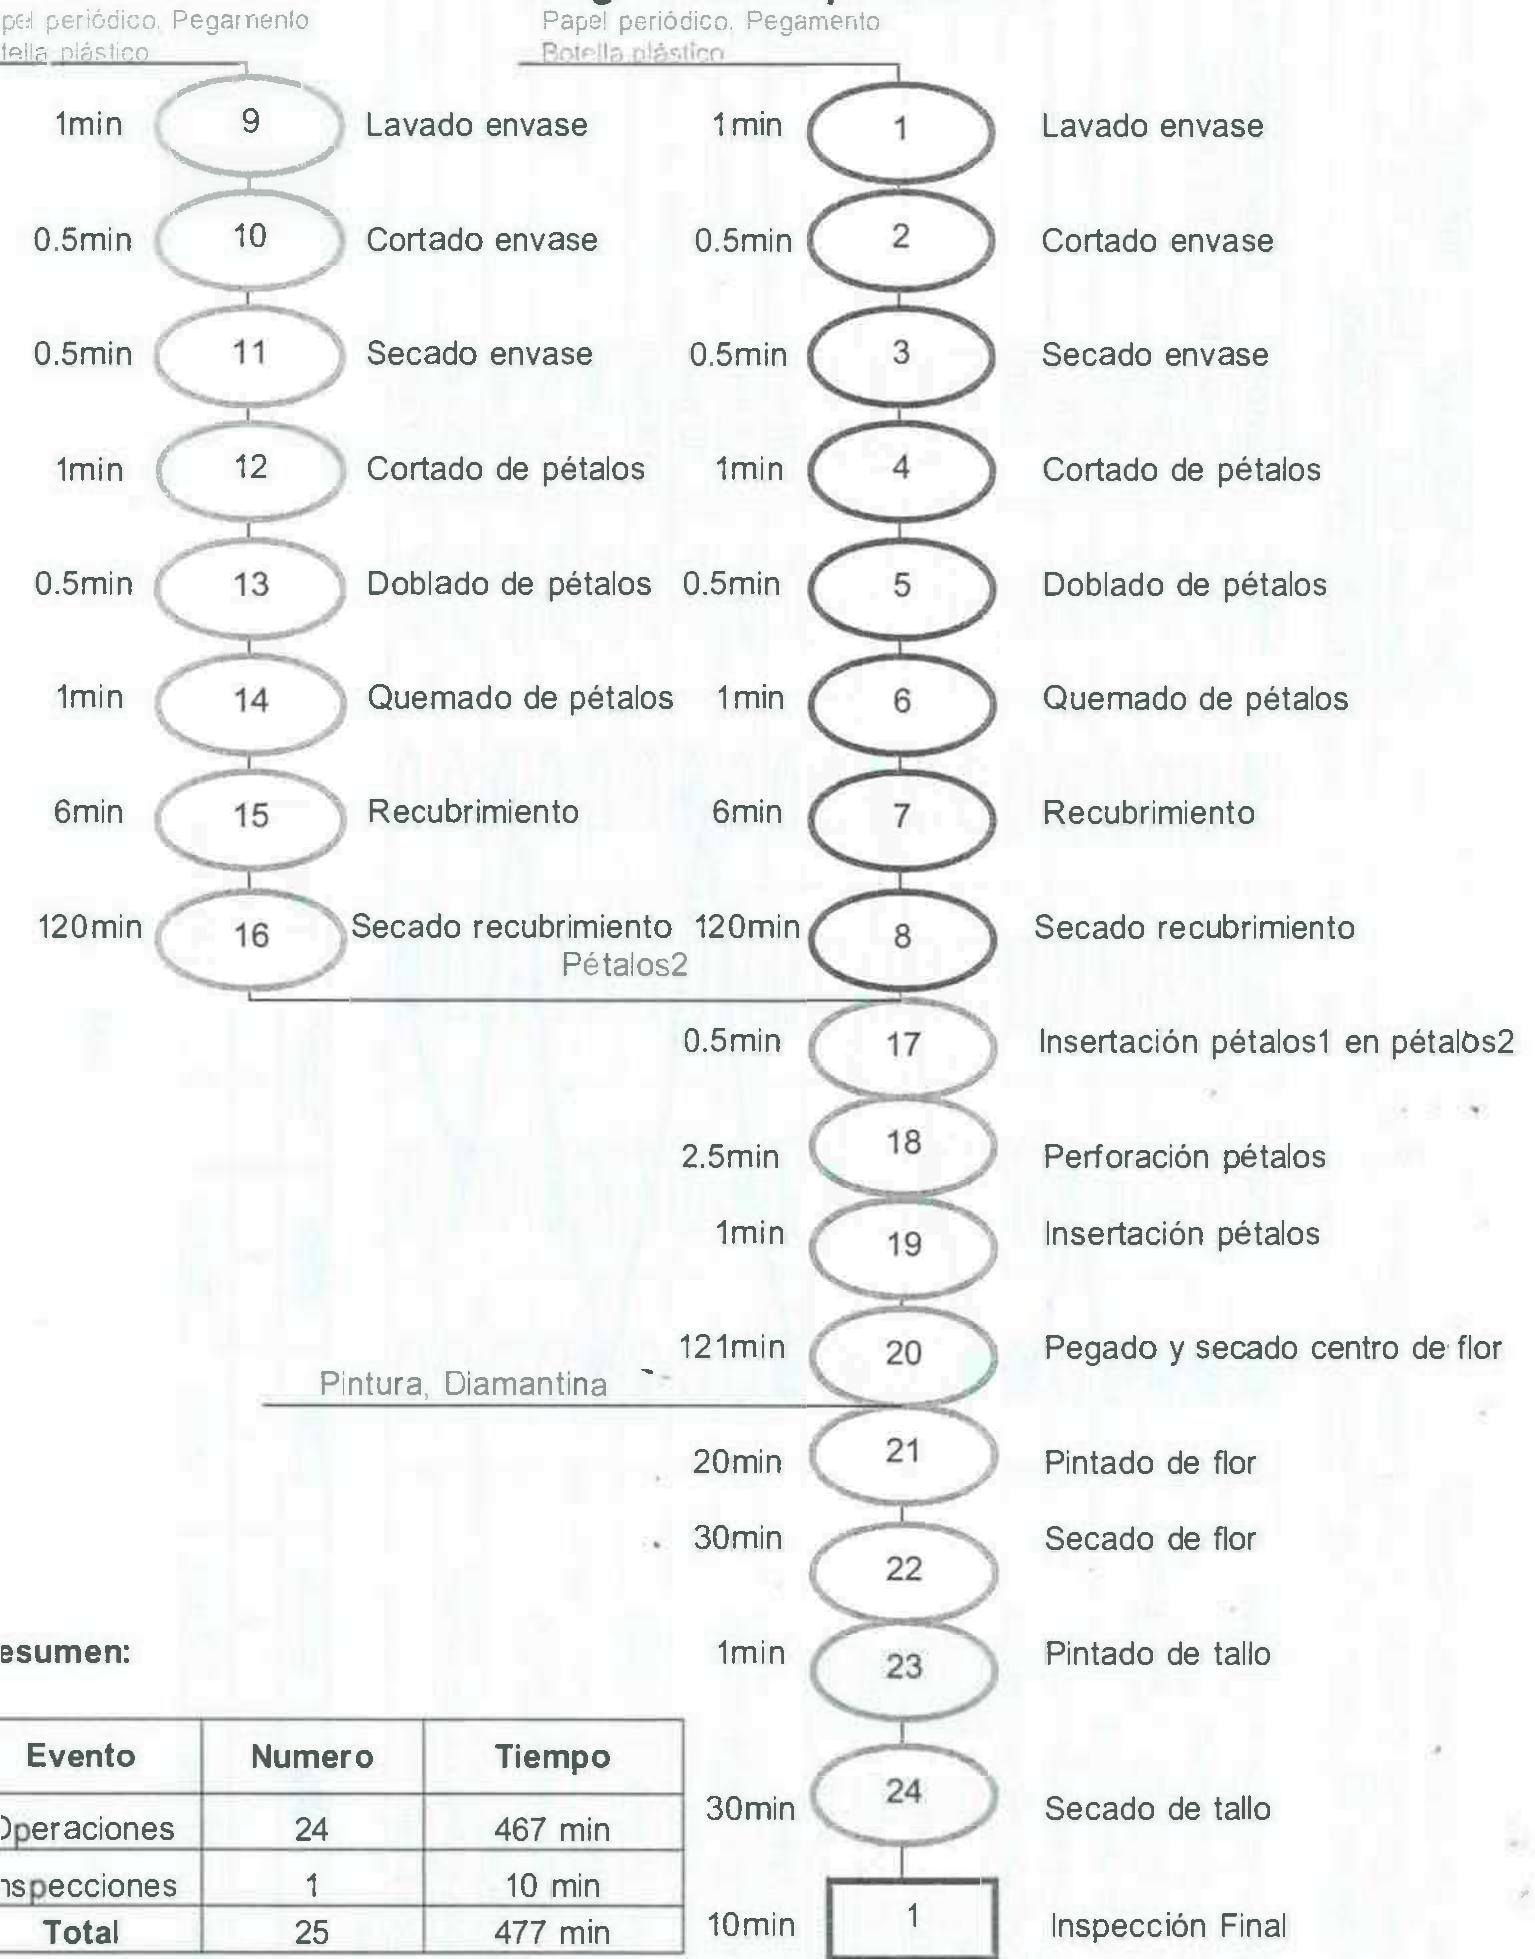 Papel periódico, Pegamento
Botella plástico
1min 9 Lavado envase 1min 1 Lavado envase
0.5min 10 Cortado envase 0.5min 2 Cortado envase
0.5min 11 Secado envase 0.5min 3 Secado envase
1min 12 Cortado de pétalos 1min 4 Cortado de pétalos
0.5min 13 Doblado de pétalos 0.5min 5 Doblado de pétalos
1min 14 Quemado de pétalos 1min 6 Quemado de pétalos
6min 15 Recubrimiento 6min 7 Recubrimiento
120min 16 Secado recubrimiento 120min 8 Secado recubrimiento
Pétalos2
0.5min 17 Insertación pétalos1 en pétalos2
2.5min 18 Perforación pétalos
1min 19 Insertación pétalos
121min 20 Pegado y secado centro de flor
Pintura, Diamantina
20min 21 Pintado de flor
30min 22 Secado de flor
1min 23 Pintado de tallo
30min 24 Secado de tallo
10min 1 Inspección Final
esumen:
Evento Numero Tiempo
Operaciones 24 467 min
nspecciones 1 10 min
Total 25 477 min